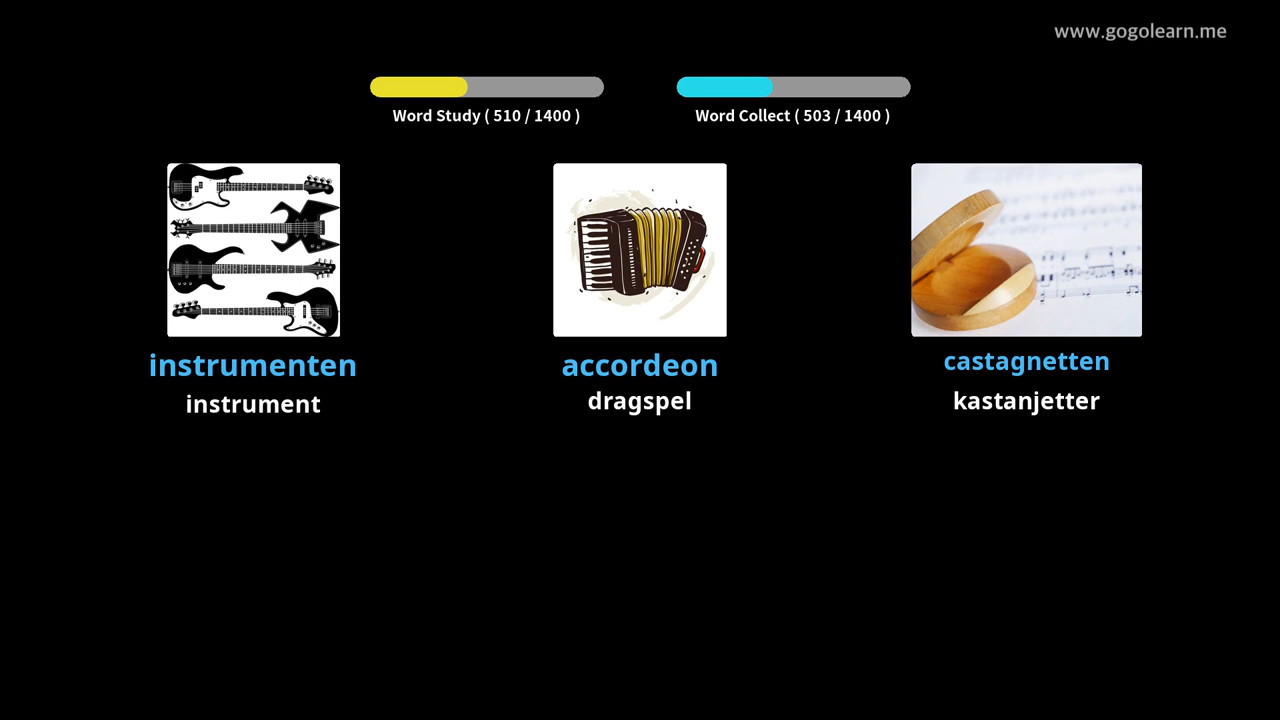 www.gogolearn.me
Word Study ( 510 / 1400 )
Word Collect ( 503 / 1400 )
instrumenten
instrument
accordeon
dragspel
castagnetten
kastanjetter